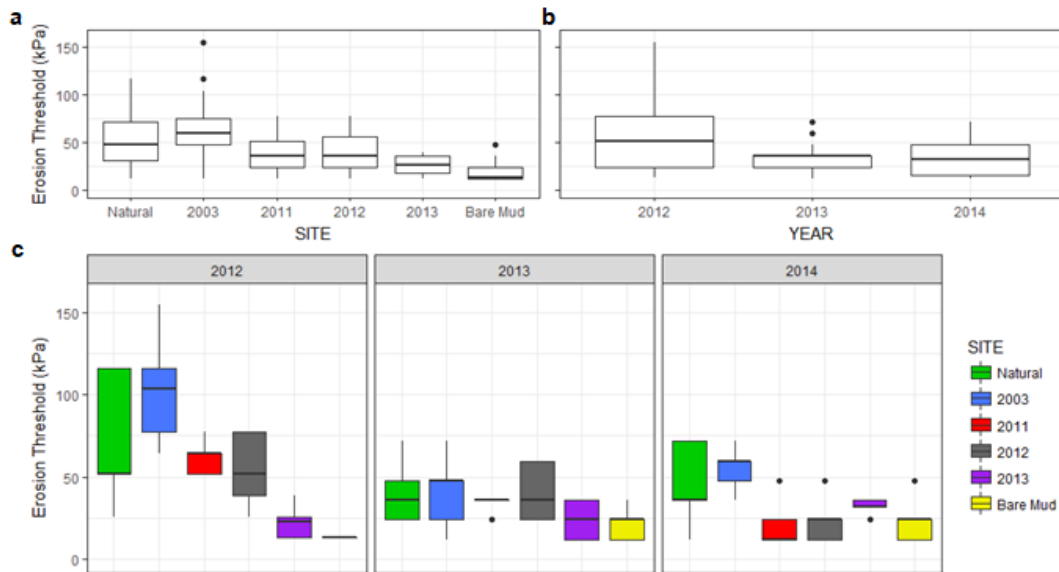 a
b
Erosion Threshold (kPa)
150
100
50
0
Natural 2003 2011 2012 2013 Bare Mud
SITE
2012 2013 2014
YEAR
c
2012 2013 2014
Erosion Threshold (kPa)
150
100
50
0
SITE
Natural
2003
2011
2012
2013
Bare Mud